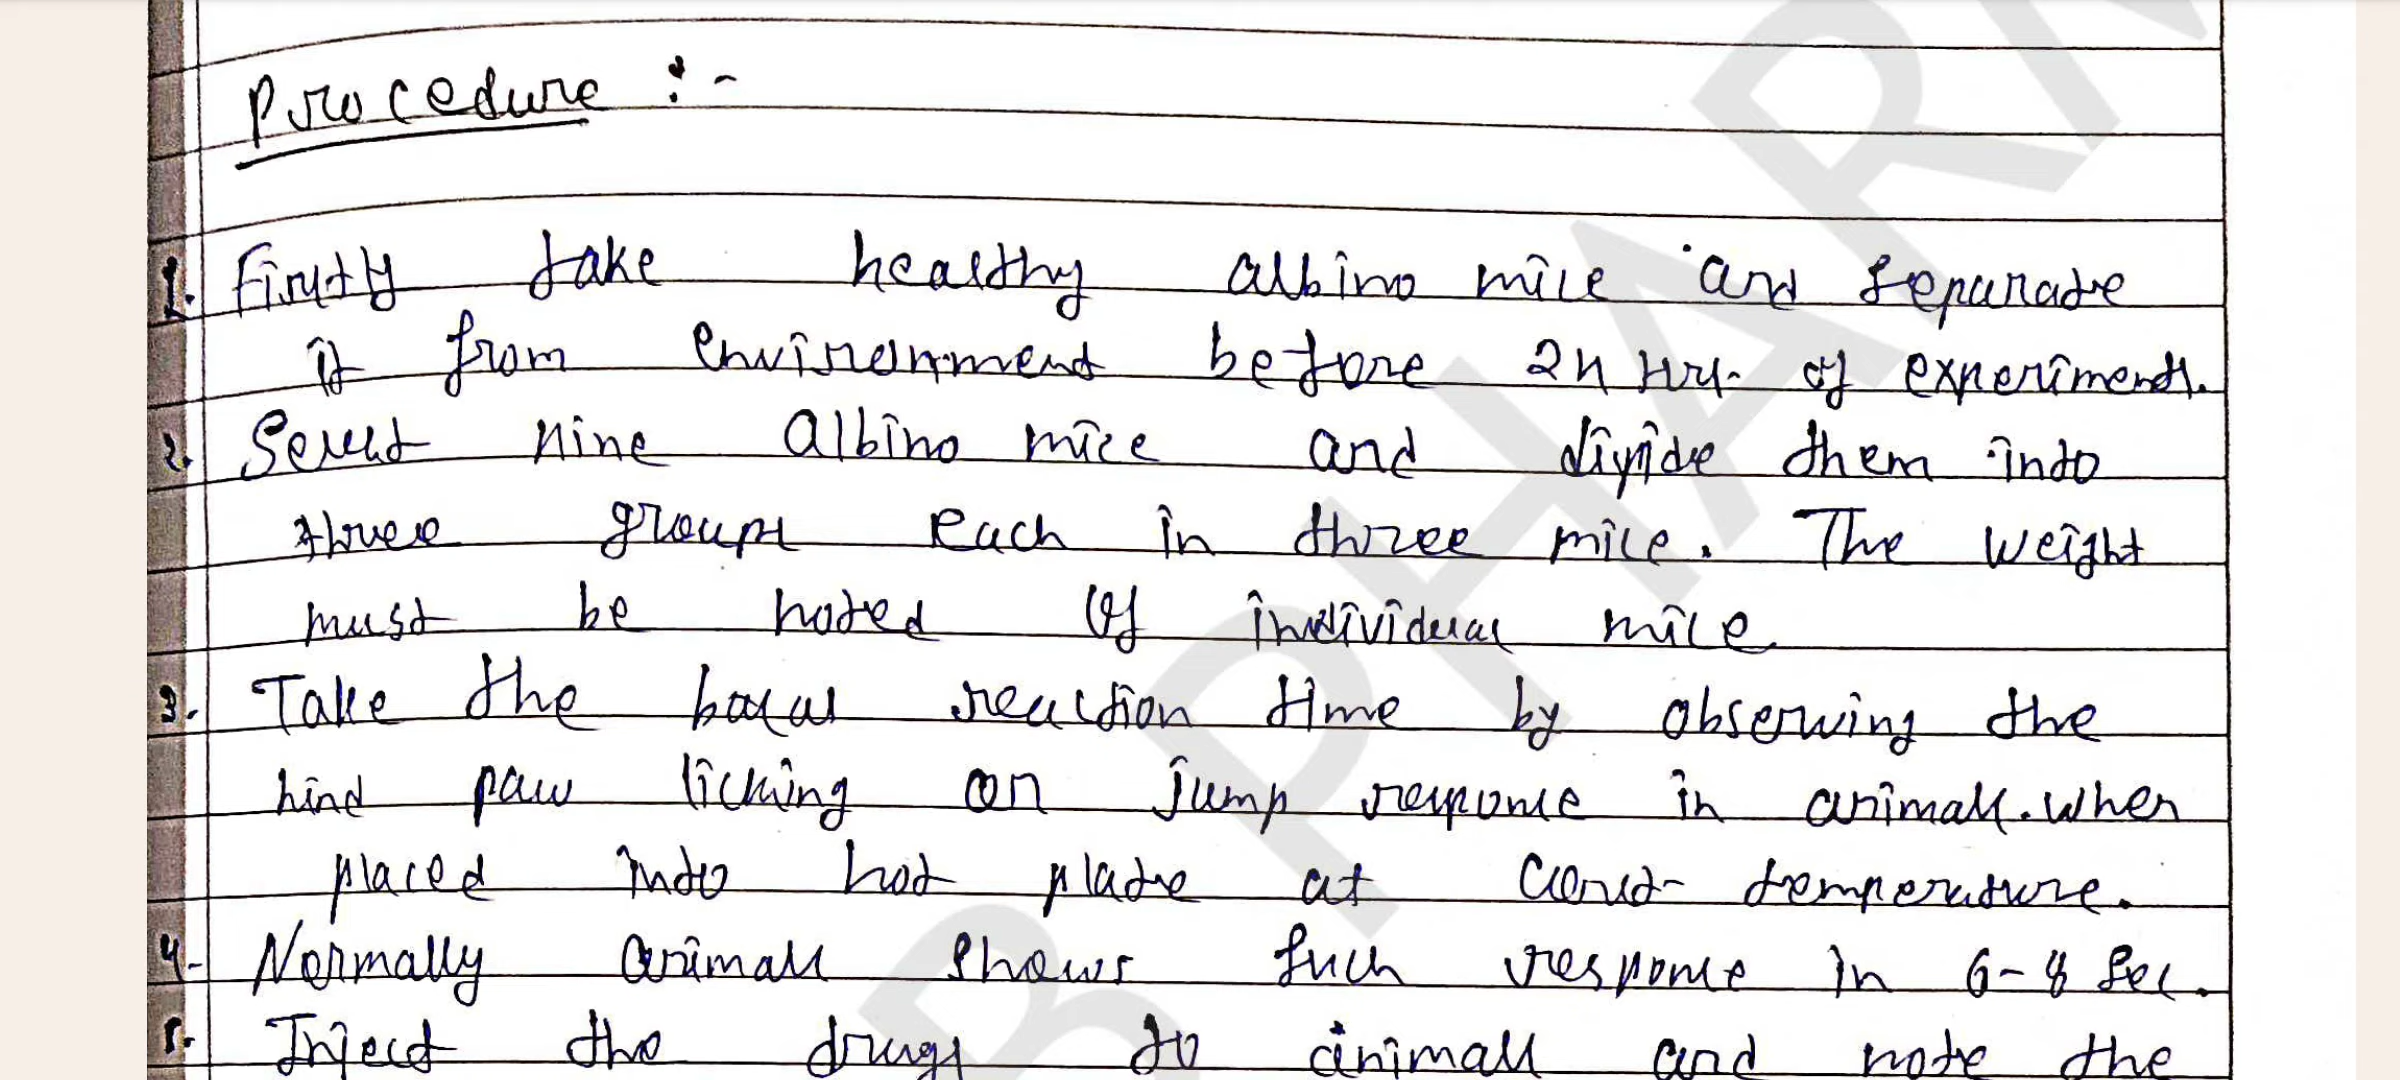 Procedure :-
1. Firstly take healthy albino mice and separate
it from environment before 24 Hrs. of experiments.
2. Select nine albino mice and divide them into
three groups each in three mice. The weight
must be noted of individual mice.
3. Take the basal reaction time by observing the
hind paw licking or jump response in animals. When
placed into hot plate at const- temperature.
4- Normally animals shows such response in 6-8 sec.
5. Inject the drugs to animals and note the
B PHARM